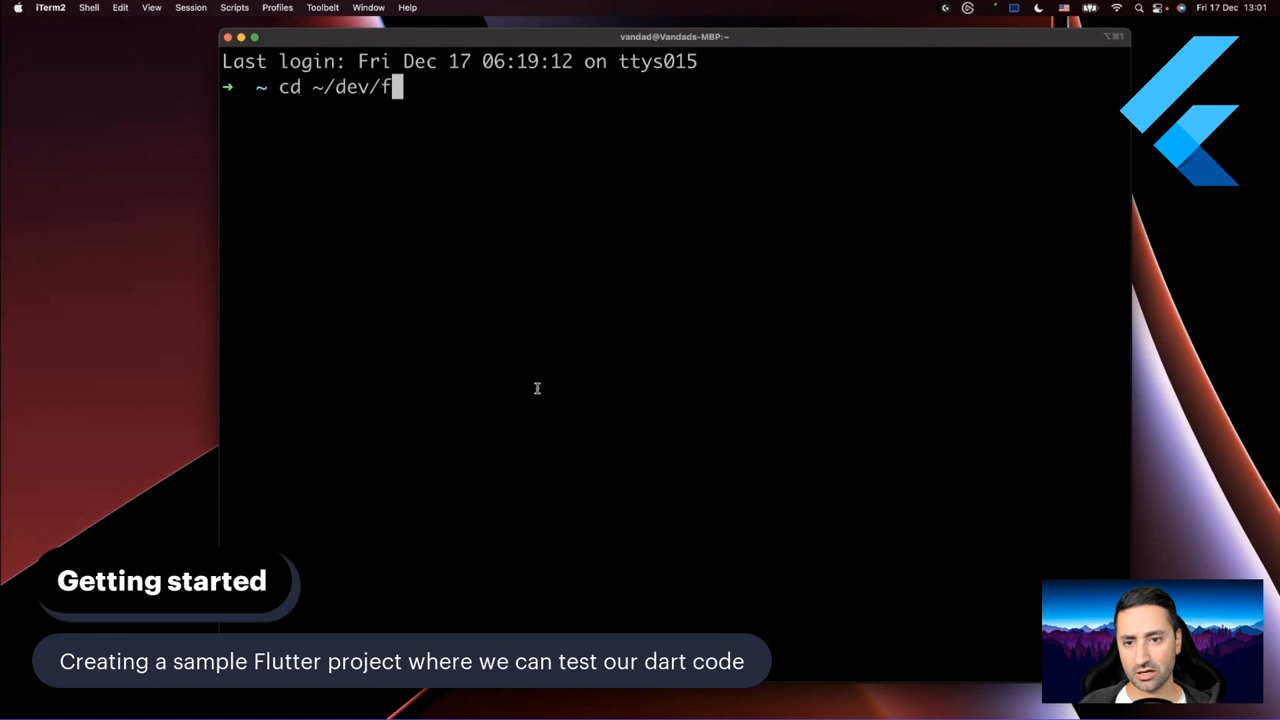 iTerm2 Shell Edit View Session Scripts Profiles Toolbelt Window Help Fri 17 Dec 13:01
vandad@Vandads-MBP:~ ⌥⌘1
Last login: Fri Dec 17 06:19:12 on ttys015
➜ ~ cd ~/dev/f
Getting started
Creating a sample Flutter project where we can test our dart code